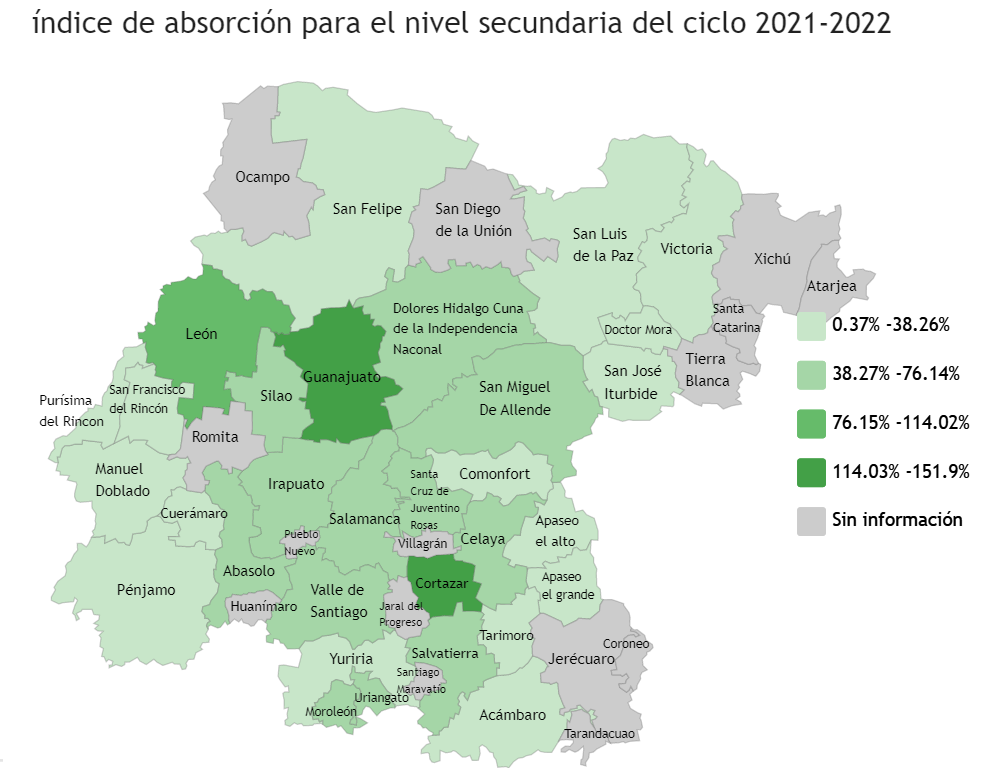 índice de absorción para el nivel secundaria del ciclo 2021-2022
Ocampo
San Felipe
San Diego
de la Unión
San Luis
de la Paz
Victoria
Xichú
Atarjea
Santa
Catarina
Doctor Mora
Tierra
Blanca
San José
Iturbide
León
Guanajuato
Dolores Hidalgo Cuna
de la Independencia
Naconal
Silao
San Miguel
De Allende
San Francisco
del Rincón
Purísima
del Rincon
Romita
Manuel
Doblado
Cuerámaro
Irapuato
Comonfort
Santa
Cruz de
Juventino
Rosas
Salamanca
Pueblo
Nuevo
Villagrán
Celaya
Apaseo
el alto
Pénjamo
Abasolo
Huanímaro
Valle de
Santiago
Cortazar
Jaral del
Progreso
Apaseo
el grande
Tarimoro
Salvatierra
Yuriria
Santiago
Maravatío
Uriangato
Moroleón
Jerécuaro
Coroneo
Acámbaro
Tarandacuao
0.37% -38.26%
38.27% -76.14%
76.15% -114.02%
114.03% -151.9%
Sin información